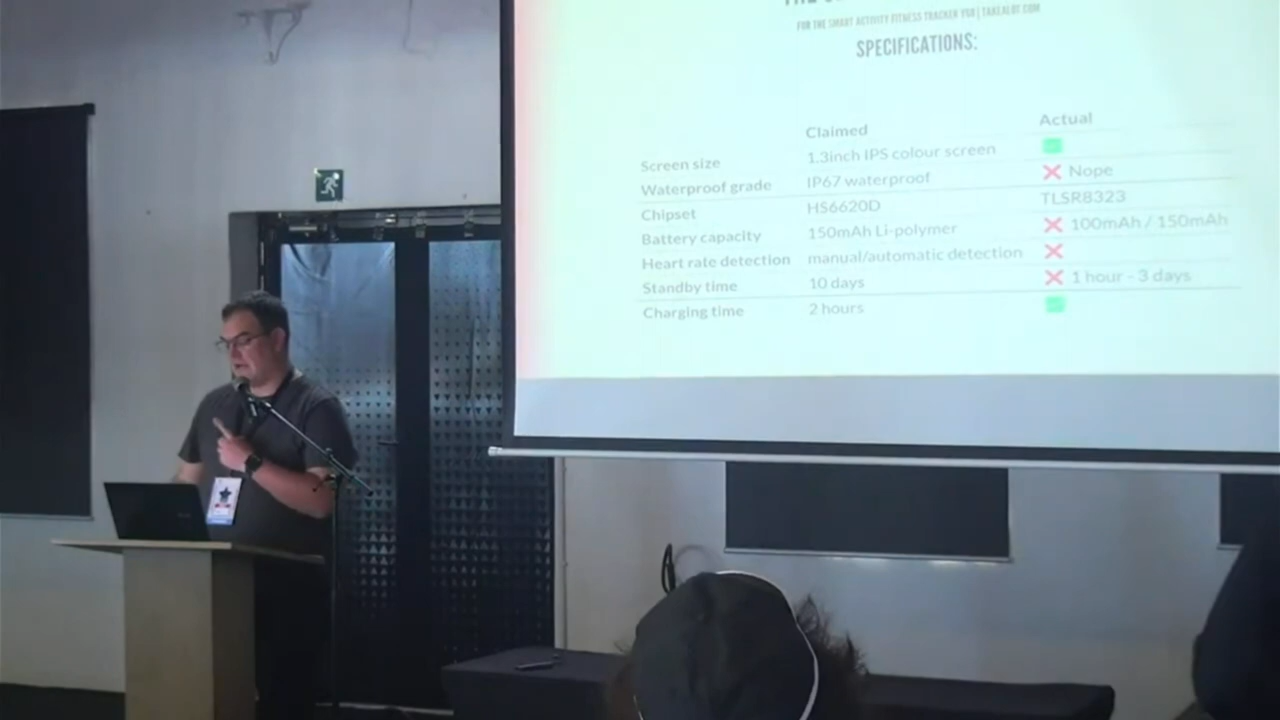 FOR THE SMART ACTIVITY FITNESS TRACKER Y68 | TAKEALOT.COM
SPECIFICATIONS:
Claimed Actual
Screen size 1.3inch IPS colour screen
Waterproof grade IP67 waterproof Nope
Chipset HS6620D TLSR8323
Battery capacity 150mAh Li-polymer 100mAh / 150mAh
Heart rate detection manual/automatic detection
Standby time 10 days 1 hour - 3 days
Charging time 2 hours